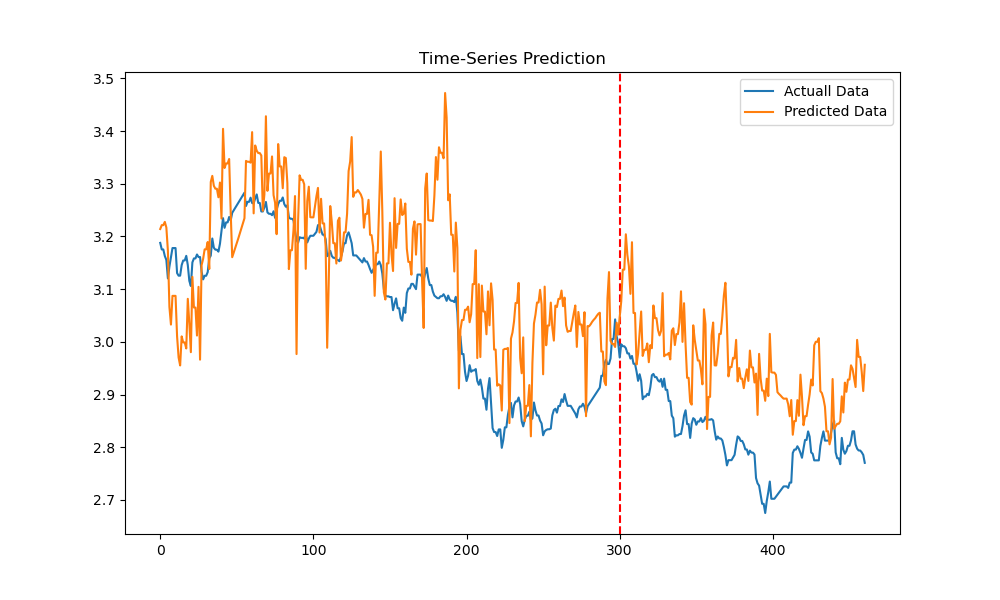 Time-Series Prediction
Actuall Data
Predicted Data
3.5
3.4
3.3
3.2
3.1
3.0
2.9
2.8
2.7
0 100 200 300 400